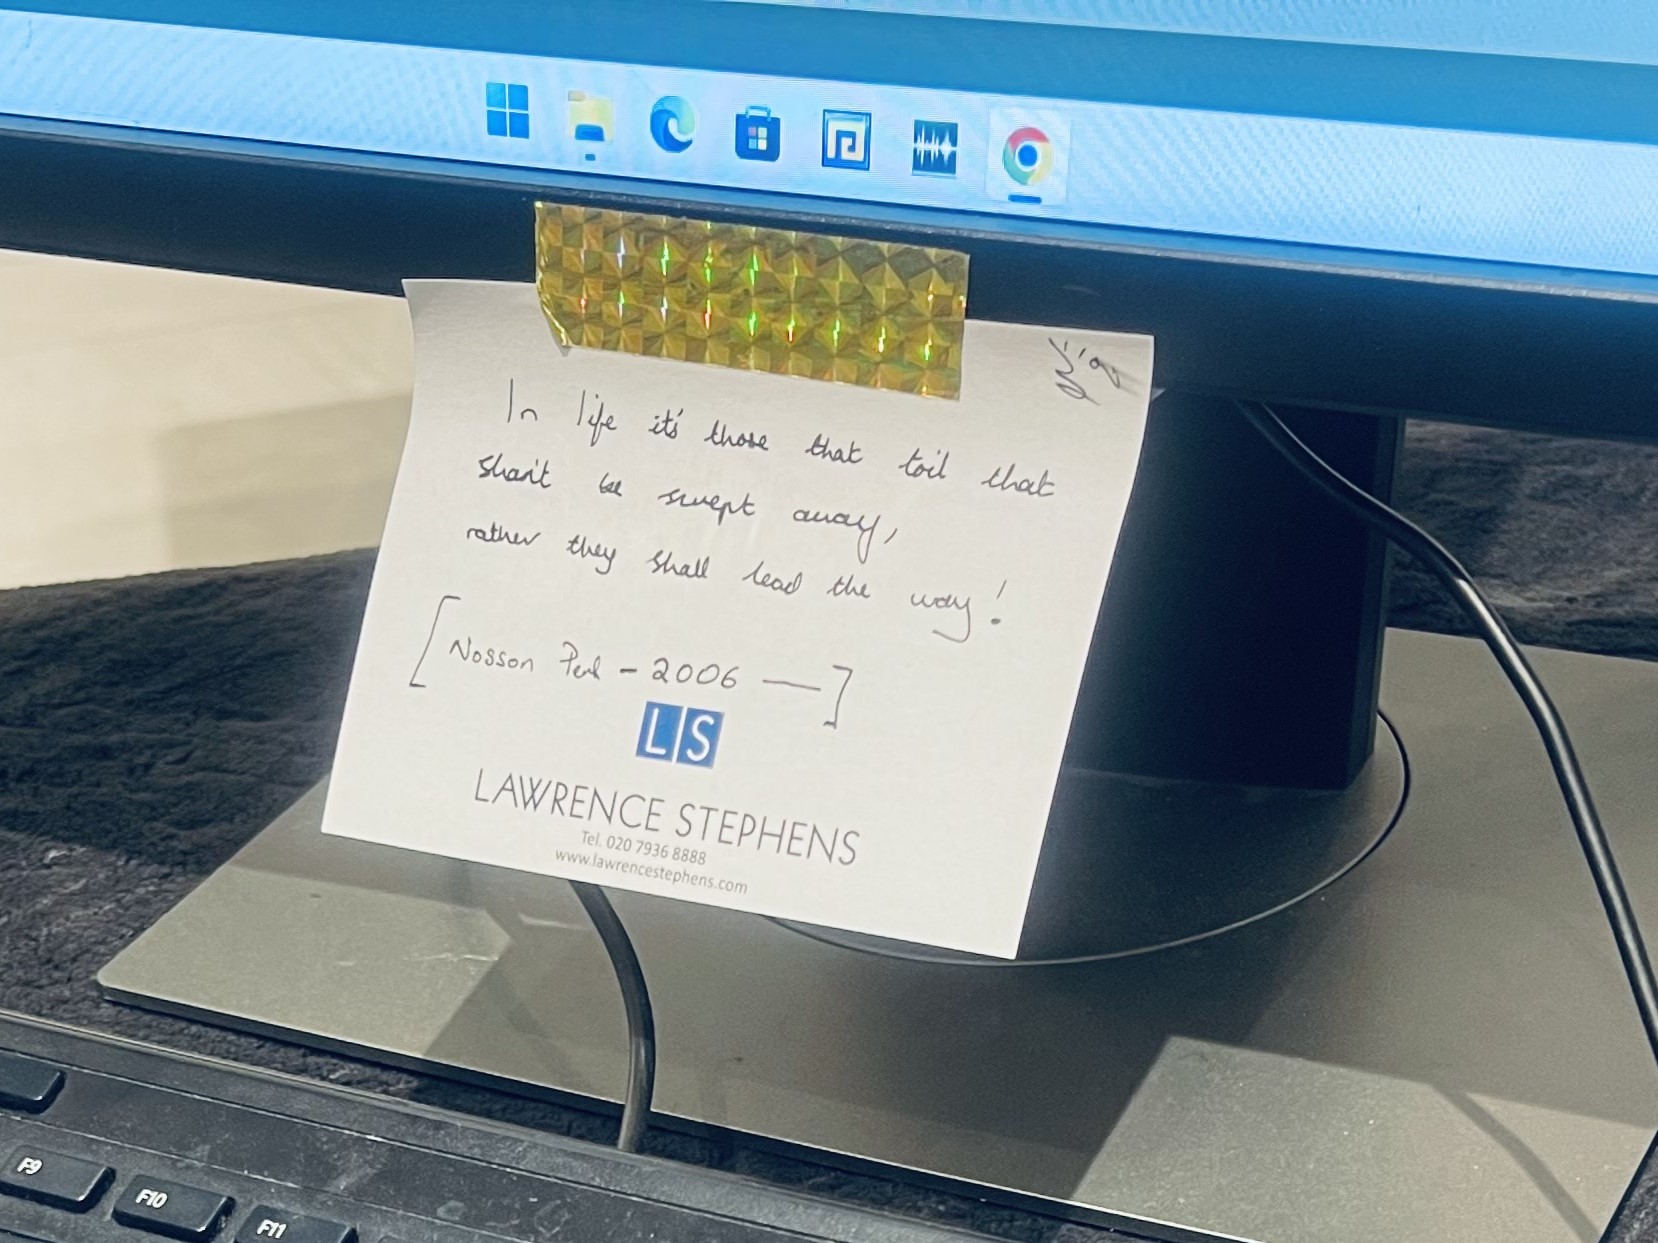 In life it's those that toil that
shan't be swept away,
rather they shall lead the way!
[Nosson Perl - 2006 —]
LS
LAWRENCE STEPHENS
Tel. 020 7936 8888
www.lawrencestephens.com
F9
F10
F11